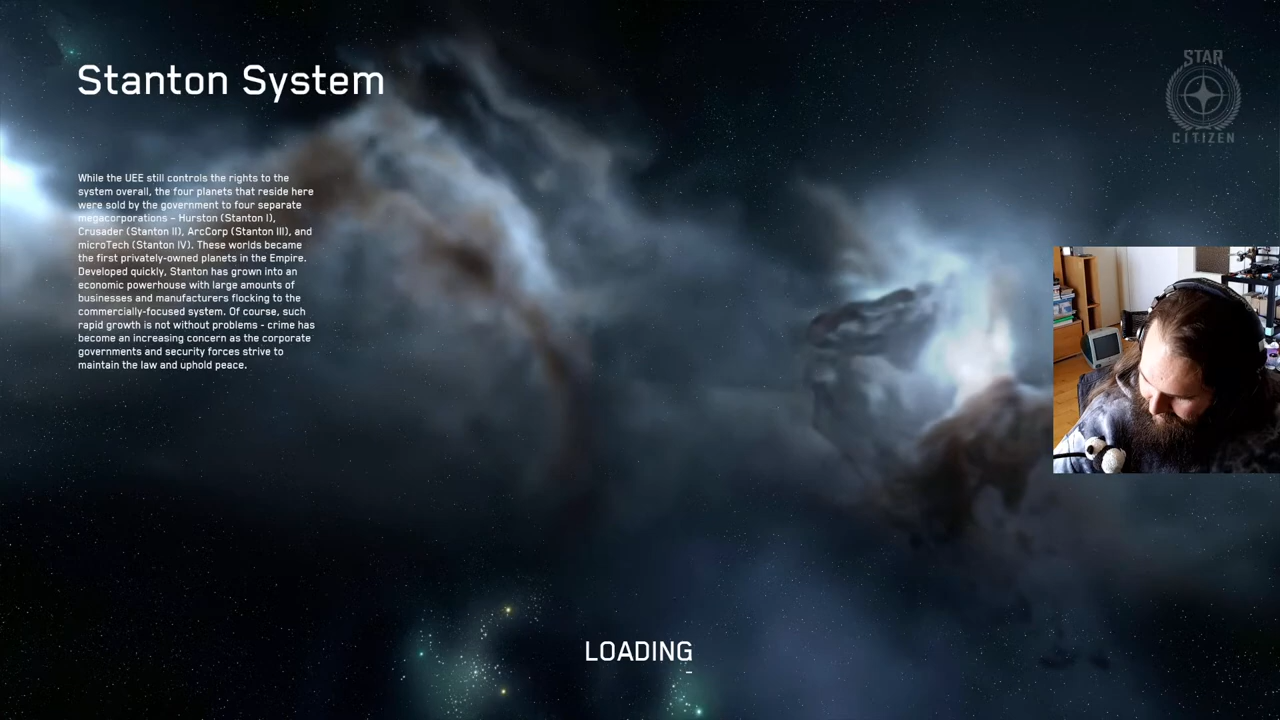 Stanton System
STAR
CITIZEN
While the UEE still controls the rights to the
system overall, the four planets that reside here
were sold by the government to four separate
megacorporations – Hurston (Stanton I),
Crusader (Stanton II), ArcCorp (Stanton III), and
microTech (Stanton IV). These worlds became
the first privately-owned planets in the Empire.
Developed quickly, Stanton has grown into an
economic powerhouse with large amounts of
businesses and manufacturers flocking to the
commercially-focused system. Of course, such
rapid growth is not without problems - crime has
become an increasing concern as the corporate
governments and security forces strive to
maintain the law and uphold peace.
LOADING